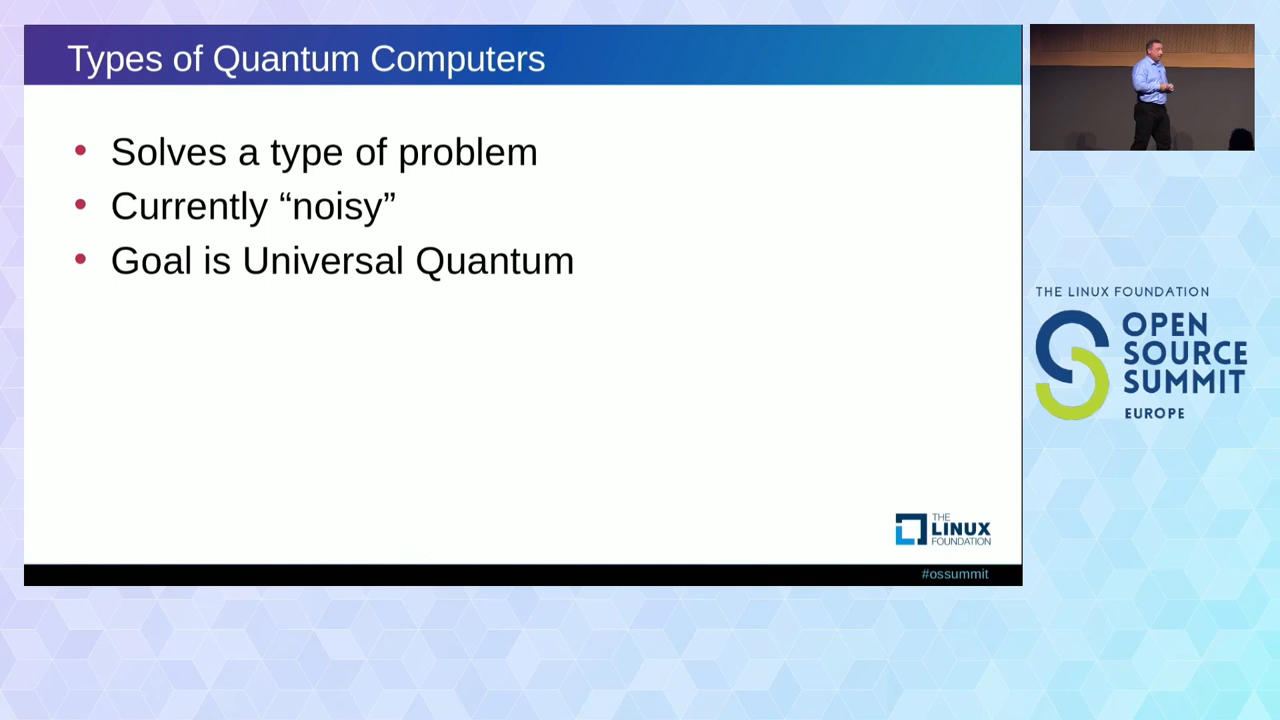 Types of Quantum Computers
• Solves a type of problem
• Currently “noisy”
• Goal is Universal Quantum
THE
LINUX
FOUNDATION
#ossummit
THE LINUX FOUNDATION
OPEN
SOURCE
SUMMIT
EUROPE